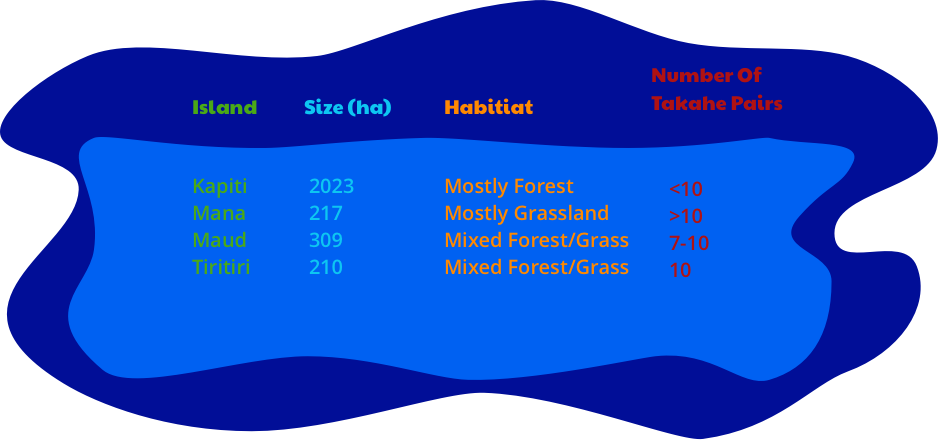 Island Size (ha) Habitiat Number Of
Takahe Pairs
Kapiti 2023 Mostly Forest <10
Mana 217 Mostly Grassland >10
Maud 309 Mixed Forest/Grass 7-10
Tiritiri 210 Mixed Forest/Grass 10